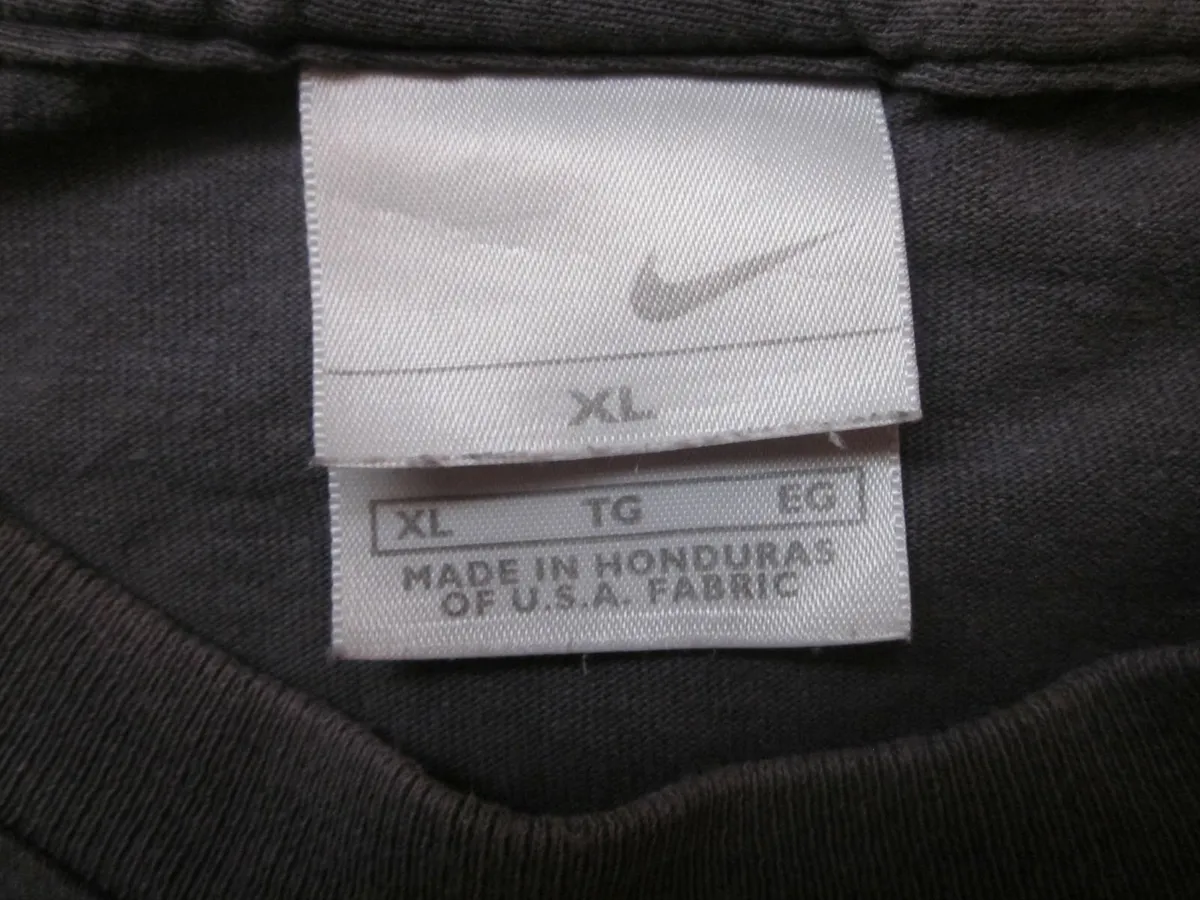 XL
XL TG EG
MADE IN HONDURAS
OF U.S.A. FABRIC